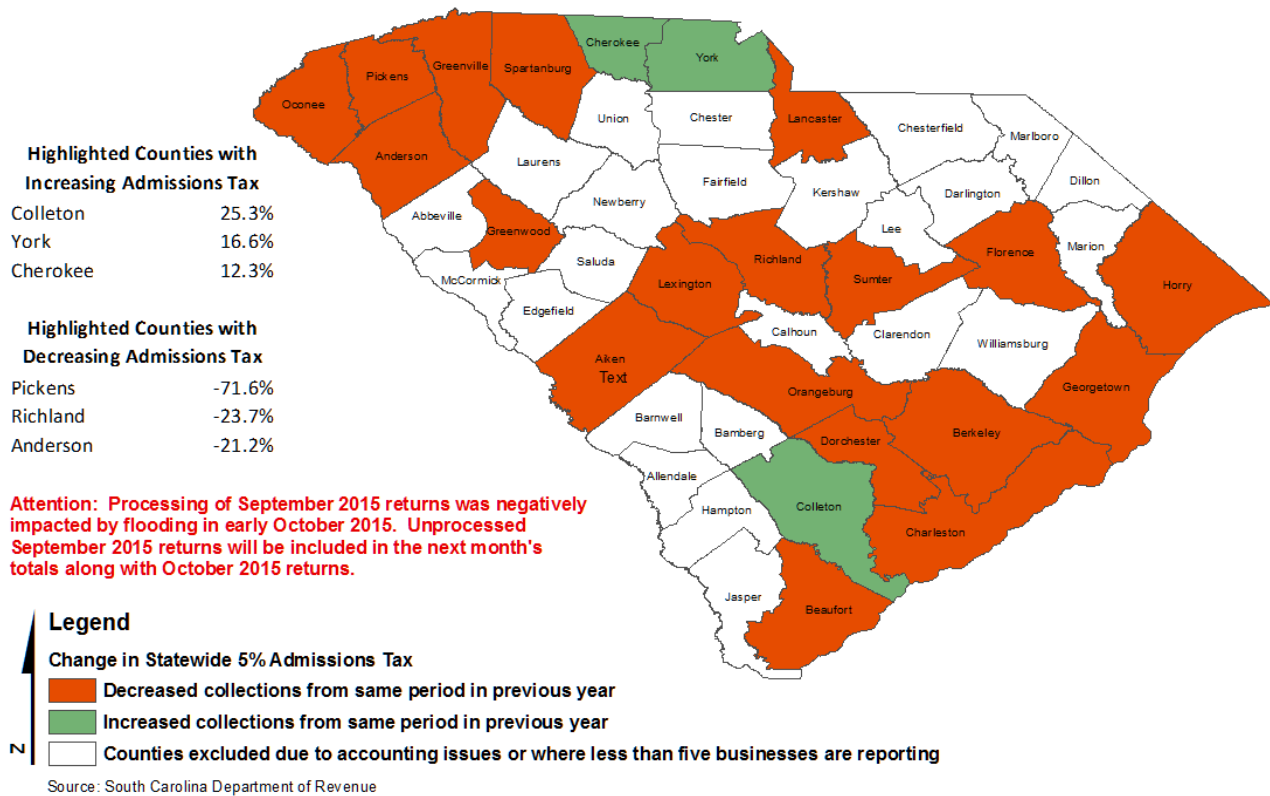 Cherokee
York
Greenville
Spartanburg
Pickens
Oconee
Union
Chester
Lancaster
Chesterfield
Marlboro
Anderson
Laurens
Fairfield
Kershaw
Darlington
Dillon
Abbeville
Newberry
Greenwood
Lee
Florence
Marion
Saluda
Richland
Sumter
McCormick
Lexington
Horry
Edgefield
Calhoun
Clarendon
Williamsburg
Aiken
Text
Orangeburg
Georgetown
Barnwell
Bamberg
Dorchester
Berkeley
Allendale
Hampton
Colleton
Charleston
Jasper
Beaufort
Highlighted Counties with
Increasing Admissions Tax
Colleton 25.3%
York 16.6%
Cherokee 12.3%
Highlighted Counties with
Decreasing Admissions Tax
Pickens -71.6%
Richland -23.7%
Anderson -21.2%
Attention: Processing of September 2015 returns was negatively
impacted by flooding in early October 2015. Unprocessed
September 2015 returns will be included in the next month's
totals along with October 2015 returns.
Legend
Change in Statewide 5% Admissions Tax
Decreased collections from same period in previous year
Increased collections from same period in previous year
Counties excluded due to accounting issues or where less than five businesses are reporting
N
Source: South Carolina Department of Revenue